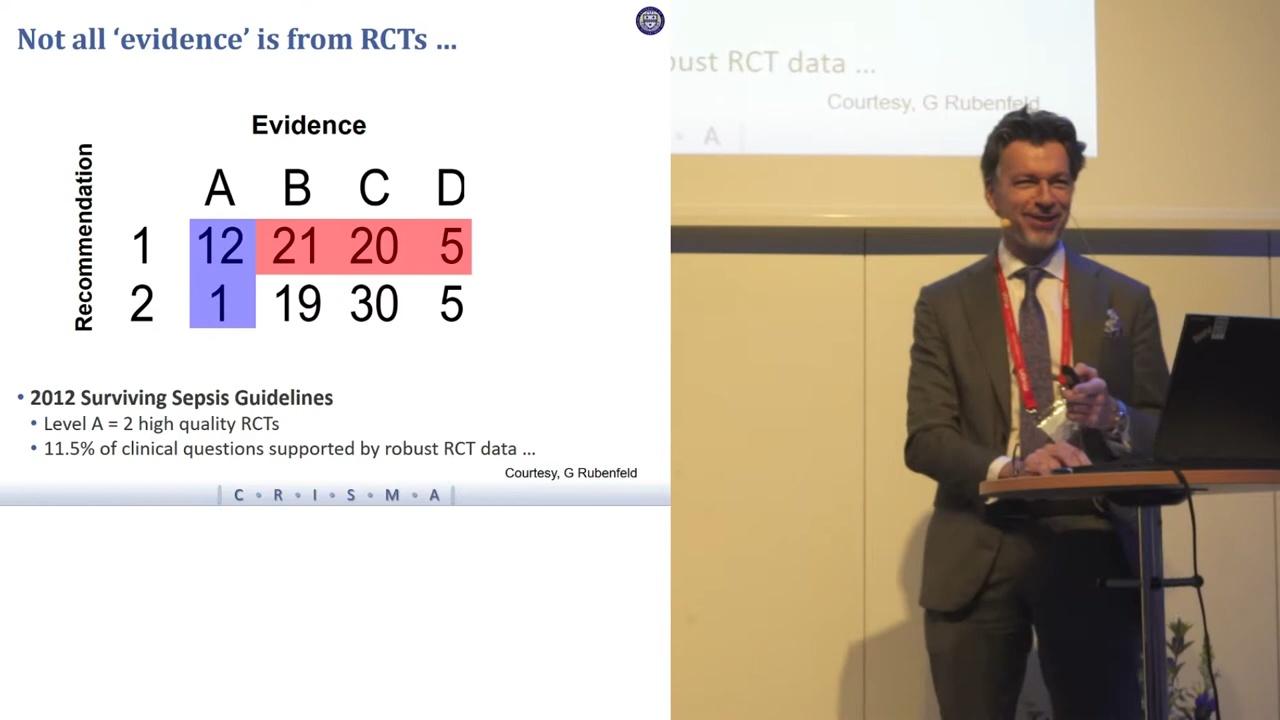 Not all ‘evidence’ is from RCTs ...
Evidence
Recommendation
A B C D
1 12 21 20 5
2 1 19 30 5
• 2012 Surviving Sepsis Guidelines
• Level A = 2 high quality RCTs
• 11.5% of clinical questions supported by robust RCT data ...
Courtesy, G Rubenfeld
C • R • I • S • M • A
ust RCT data ...
Courtesy, G Rubenfeld
• A